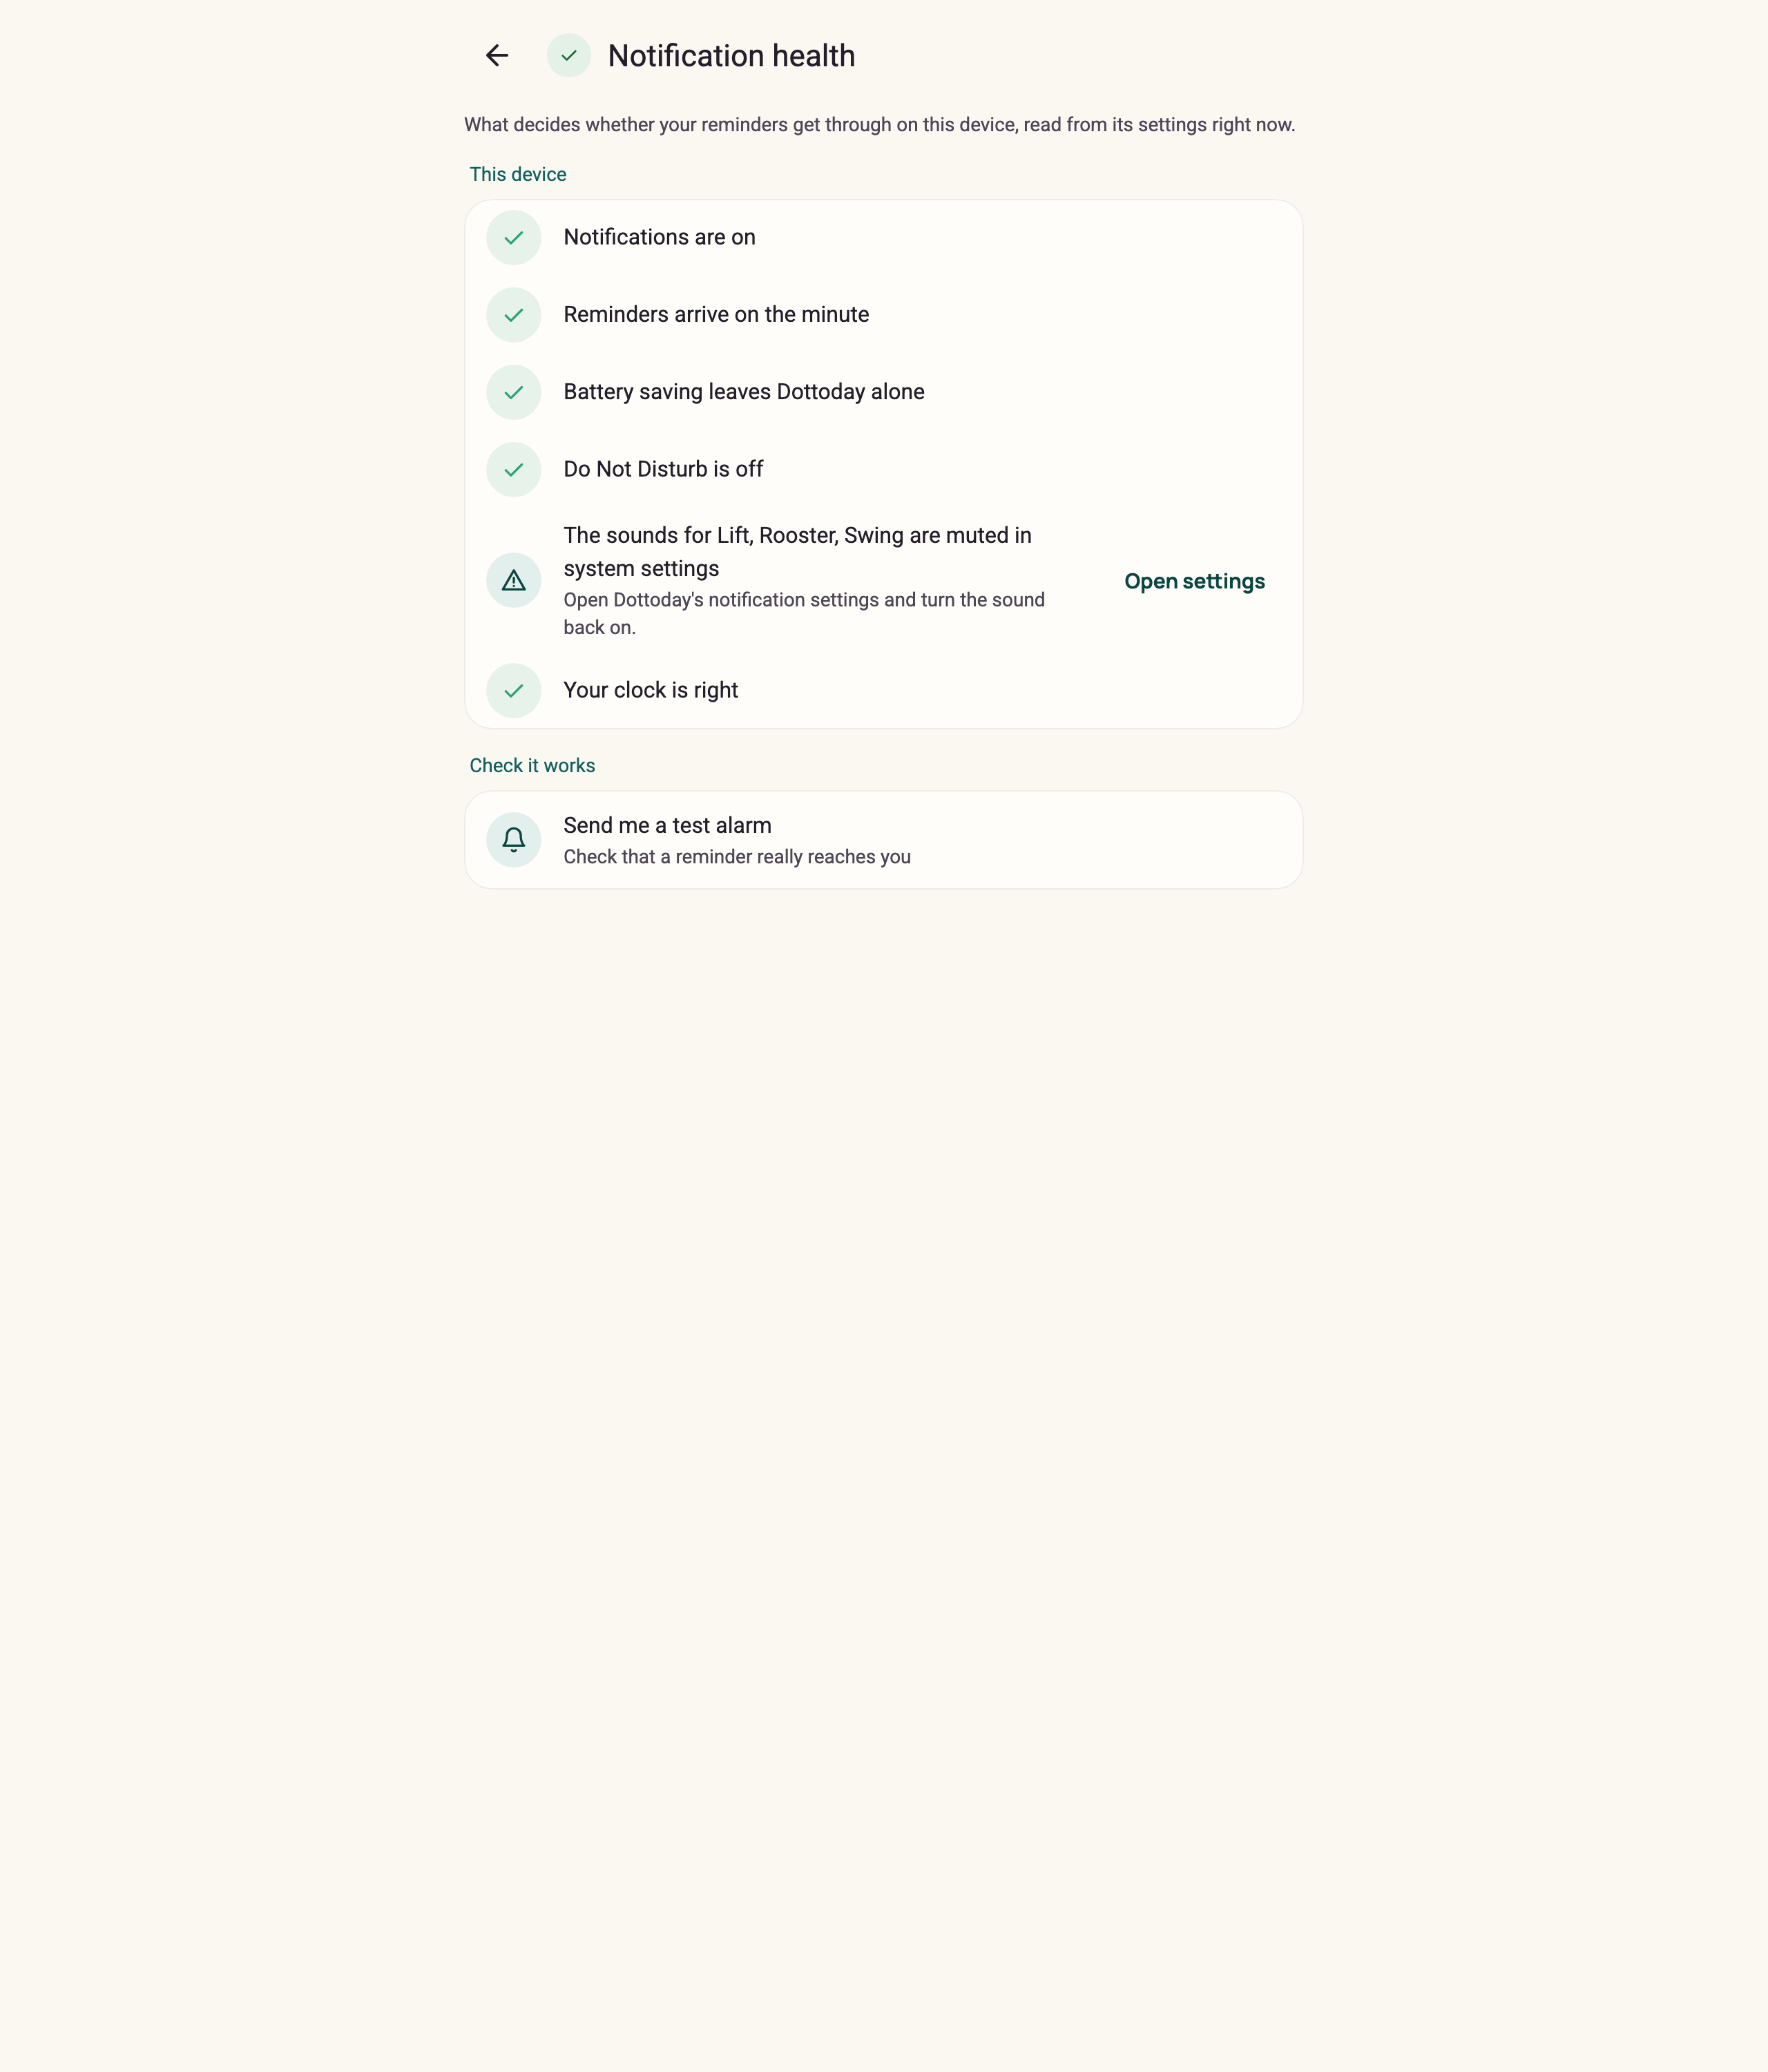 Notification health
What decides whether your reminders get through on this device, read from its settings right now.
This device
Notifications are on
Reminders arrive on the minute
Battery saving leaves Dottoday alone
Do Not Disturb is off
The sounds for Lift, Rooster, Swing are muted in
system settings
Open Dottoday's notification settings and turn the sound
back on.
Open settings
Your clock is right
Check it works
Send me a test alarm
Check that a reminder really reaches you